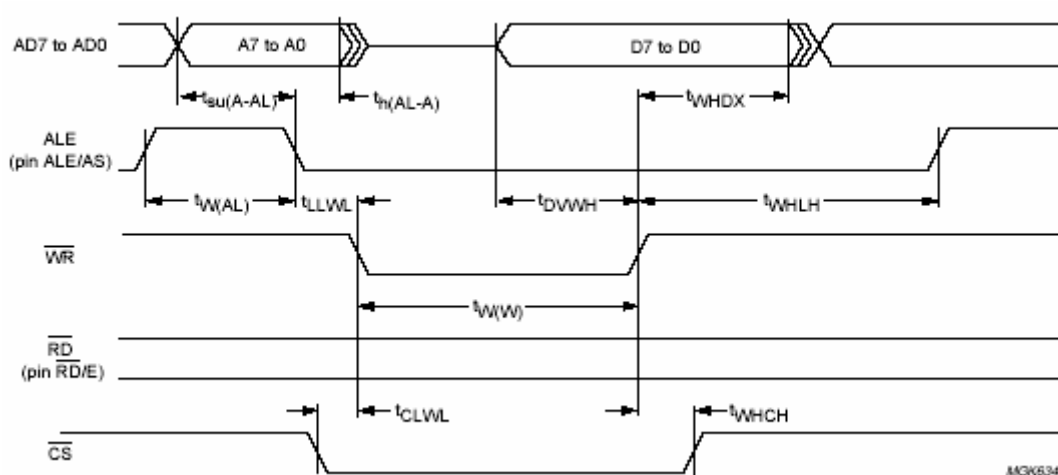 AD7 to AD0
A7 to A0
D7 to D0
tsu(A-AL)
th(AL-A)
tWHDX
ALE
(pin ALE/AS)
tW(AL)
tLLWL
tDVWH
tWHLH
WR
tW(W)
RD
(pin RD/E)
tCLWL
tWHCH
CS
MGK634